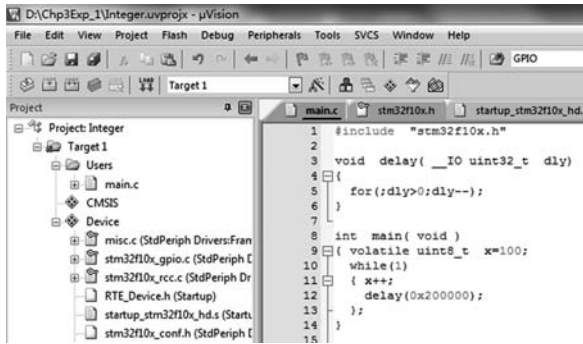 D:\Chp3Exp_1\Integer.uvprojx - µVision
File Edit View Project Flash Debug Peripherals Tools SVCS Window Help
GPIO
LOAD Target 1
Project
main.c stm32f10x.h startup_stm32f10x_hd.
Project: Integer
Target 1
Users
main.c
CMSIS
Device
misc.c (StdPeriph Drivers:Fram
stm32f10x_gpio.c (StdPeriph D
stm32f10x_rcc.c (StdPeriph Dr
RTE_Device.h (Startup)
startup_stm32f10x_hd.s (Startu
stm32f10x_conf.h (StdPeriph D
1 #include "stm32f10x.h"
2
3 void delay( __IO uint32_t dly)
4 {
5 for(;dly>0;dly--);
6 }
7
8 int main( void )
9 { volatile uint8_t x=100;
10 while(1)
11 { x++;
12 delay(0x200000);
13 };
14 }
15